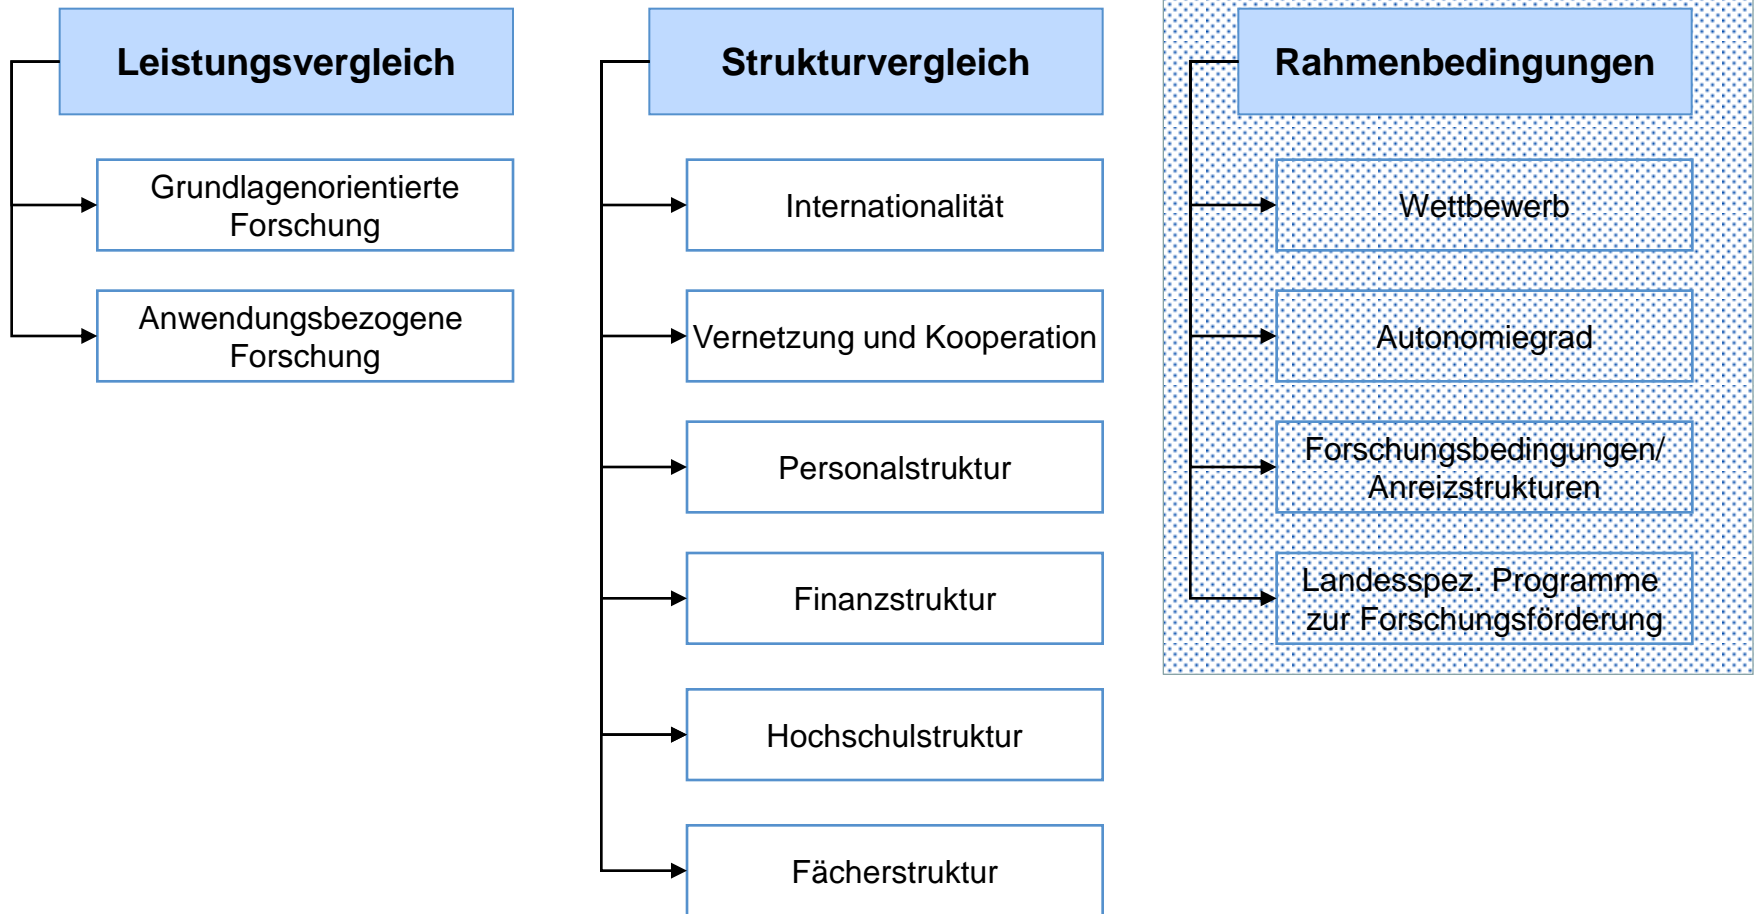 Leistungsvergleich
Grundlagenorientierte
Forschung
Anwendungsbezogene
Forschung
Strukturvergleich
Internationalität
Vernetzung und Kooperation
Personalstruktur
Finanzstruktur
Hochschulstruktur
Fächerstruktur
Rahmenbedingungen
Wettbewerb
Autonomiegrad
Forschungsbedingungen/
Anreizstrukturen
Landesspez. Programme
zur Forschungsförderung